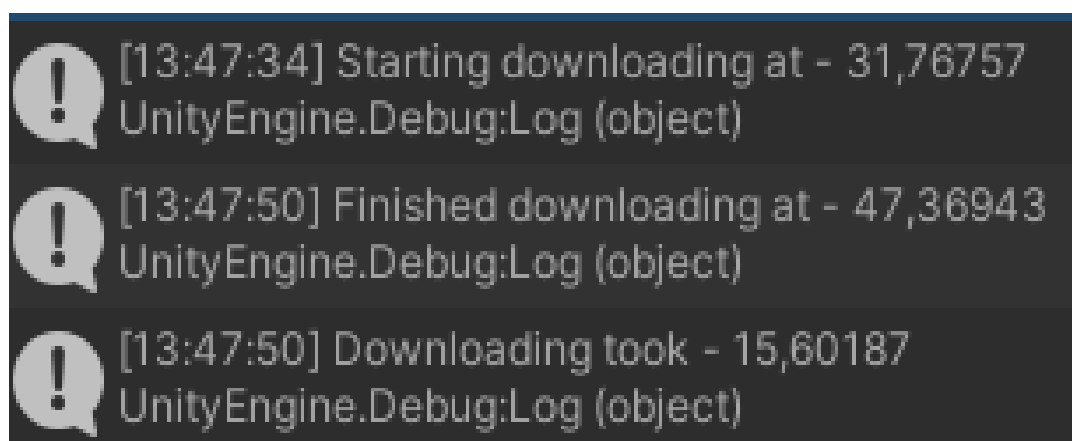 [13:47:34] Starting downloading at - 31,76757
UnityEngine.Debug:Log (object)
[13:47:50] Finished downloading at - 47,36943
UnityEngine.Debug:Log (object)
[13:47:50] Downloading took - 15,60187
UnityEngine.Debug:Log (object)